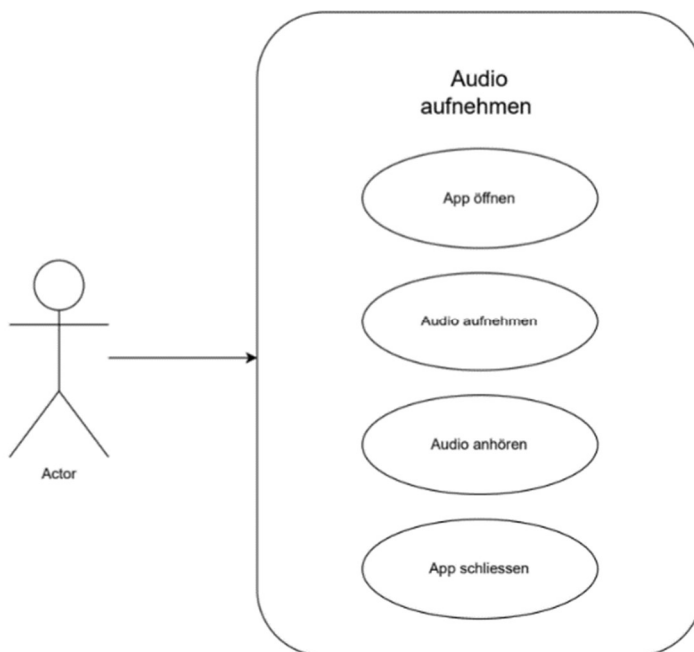 Audio
aufnehmen
App öffnen
Audio aufnehmen
Audio anhören
App schliessen
Actor